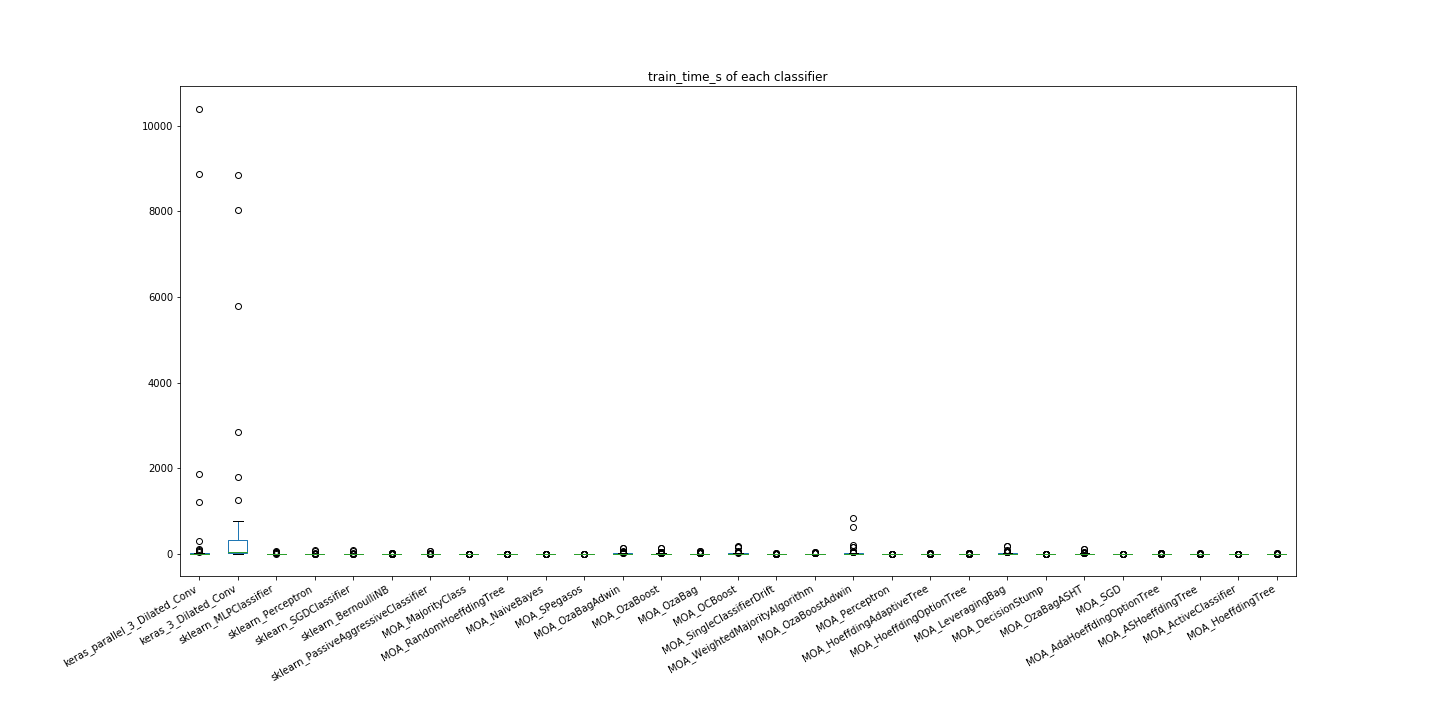 train_time_s of each classifier
10000
8000
6000
4000
2000
0
keras_parallel_3_Dilated_Conv
keras_3_Dilated_Conv
sklearn_MLPClassifier
sklearn_Perceptron
sklearn_SGDClassifier
sklearn_BernoulliNB
sklearn_PassiveAggressiveClassifier
MOA_MajorityClass
MOA_RandomHoeffdingTree
MOA_NaiveBayes
MOA_SPegasos
MOA_OzaBagAdwin
MOA_OzaBoost
MOA_OzaBag
MOA_OCBoost
MOA_SingleClassifierDrift
MOA_WeightedMajorityAlgorithm
MOA_OzaBoostAdwin
MOA_Perceptron
MOA_HoeffdingAdaptiveTree
MOA_HoeffdingOptionTree
MOA_LeveragingBag
MOA_DecisionStump
MOA_OzaBagASHT
MOA_SGD
MOA_AdaHoeffdingOptionTree
MOA_ASHoeffdingTree
MOA_ActiveClassifier
MOA_HoeffdingTree